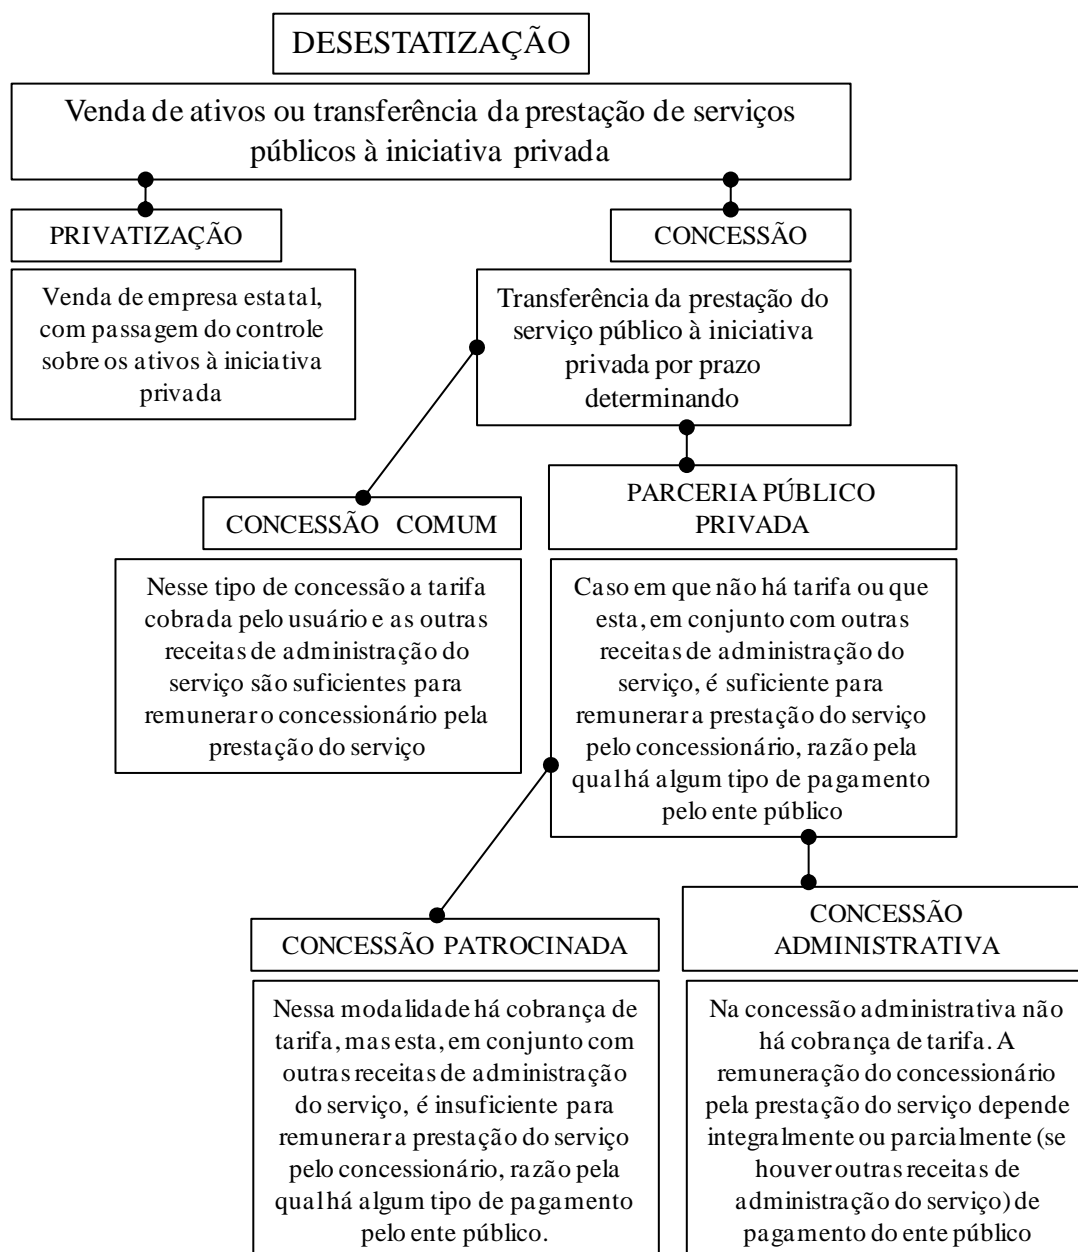 DESESTATIZAÇÃO
Venda de ativos ou transferência da prestação de serviços
públicos à iniciativa privada
PRIVATIZAÇÃO
CONCESSÃO
Venda de empresa estatal,
com passagem do controle
sobre os ativos à iniciativa
privada
Transferência da prestação do
serviço público à iniciativa
privada por prazo
determinando
CONCESSÃO COMUM
PARCERIA PÚBLICO
PRIVADA
Nesse tipo de concessão a tarifa
cobrada pelo usuário e as outras
receitas de administração do
serviço são suficientes para
remunerar o concessionário pela
prestação do serviço
Caso em que não há tarifa ou que
esta, em conjunto com outras
receitas de administração do
serviço, é suficiente para
remunerar a prestação do serviço
pelo concessionário, razão pela
qual há algum tipo de pagamento
pelo ente público
CONCESSÃO PATROCINADA
CONCESSÃO
ADMINISTRATIVA
Nessa modalidade há cobrança de
tarifa, mas esta, em conjunto com
outras receitas de administração
do serviço, é insuficiente para
remunerar a prestação do serviço
pelo concessionário, razão pela
qual há algum tipo de pagamento
pelo ente público.
Na concessão administrativa não
há cobrança de tarifa. A
remuneração do concessionário
pela prestação do serviço depende
integralmente ou parcialmente (se
houver outras receitas de
administração do serviço) de
pagamento do ente público